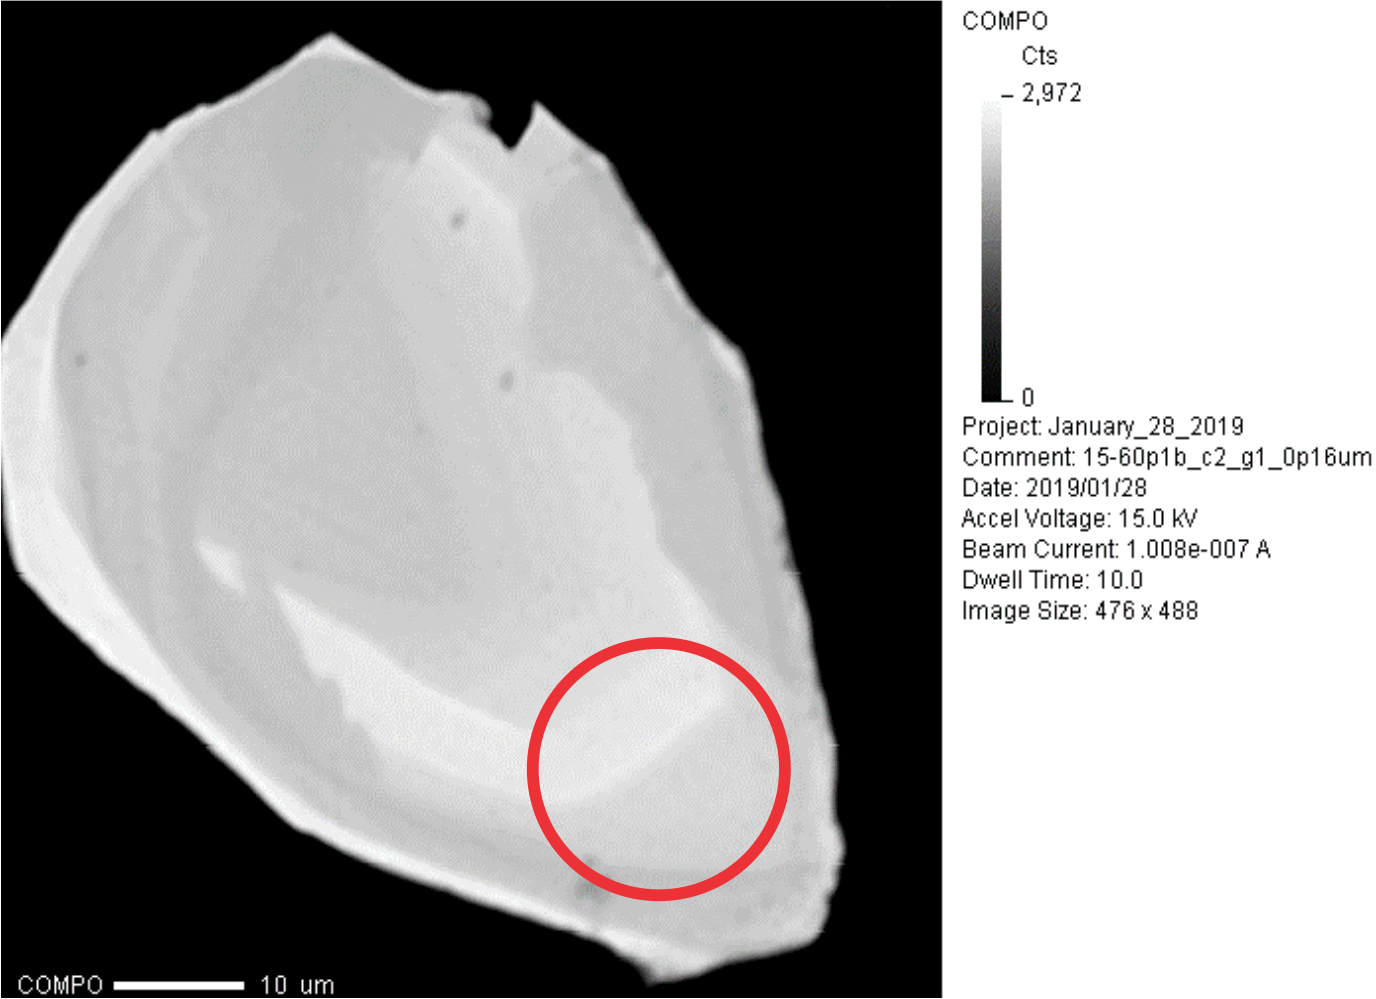 COMPO
Cts
2,972
0
Project: January_28_2019
Comment: 15-60p1b_c2_g1_0p16um
Date: 2019/01/28
Accel Voltage: 15.0 kV
Beam Current: 1.008e-007 A
Dwell Time: 10.0
Image Size: 476 x 488
COMPO 10 um